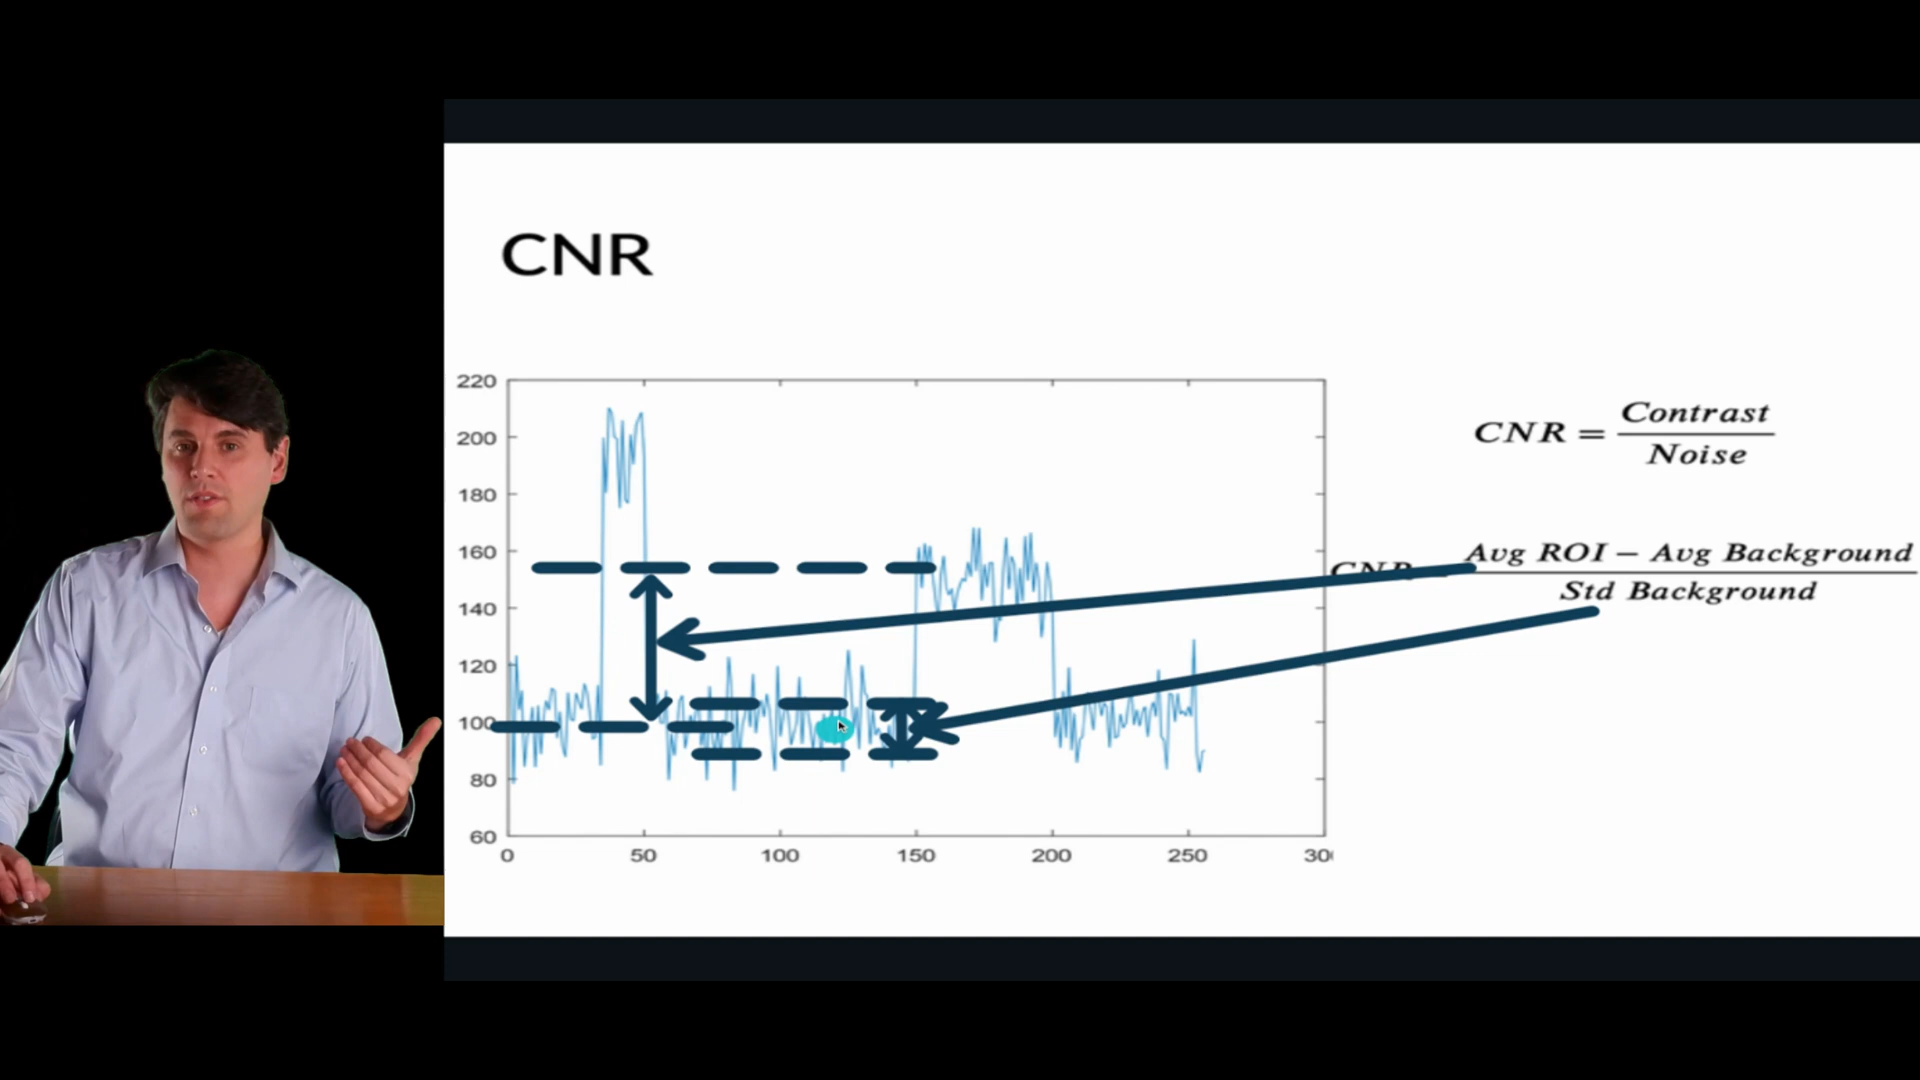 CNR
220
200
180
160
140
120
100
80
60
0 50 100 150 200 250
CNR = Contrast / Noise
CNR Avg ROI − Avg Background
Std Background